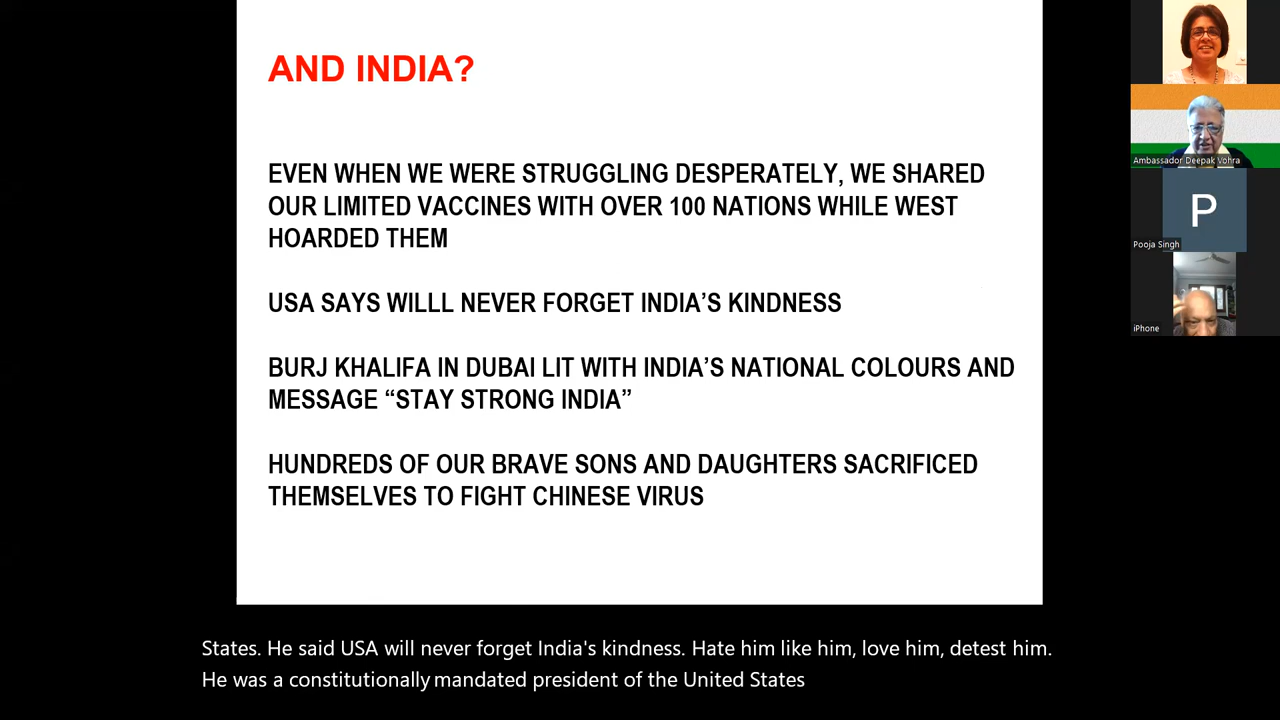 AND INDIA?
EVEN WHEN WE WERE STRUGGLING DESPERATELY, WE SHARED
OUR LIMITED VACCINES WITH OVER 100 NATIONS WHILE WEST
HOARDED THEM
USA SAYS WILLL NEVER FORGET INDIA’S KINDNESS
BURJ KHALIFA IN DUBAI LIT WITH INDIA’S NATIONAL COLOURS AND
MESSAGE “STAY STRONG INDIA”
HUNDREDS OF OUR BRAVE SONS AND DAUGHTERS SACRIFICED
THEMSELVES TO FIGHT CHINESE VIRUS
States. He said USA will never forget India's kindness. Hate him like him, love him, detest him.
He was a constitutionally mandated president of the United States
Ambassador Deepak Vohra
P
Pooja Singh
iPhone